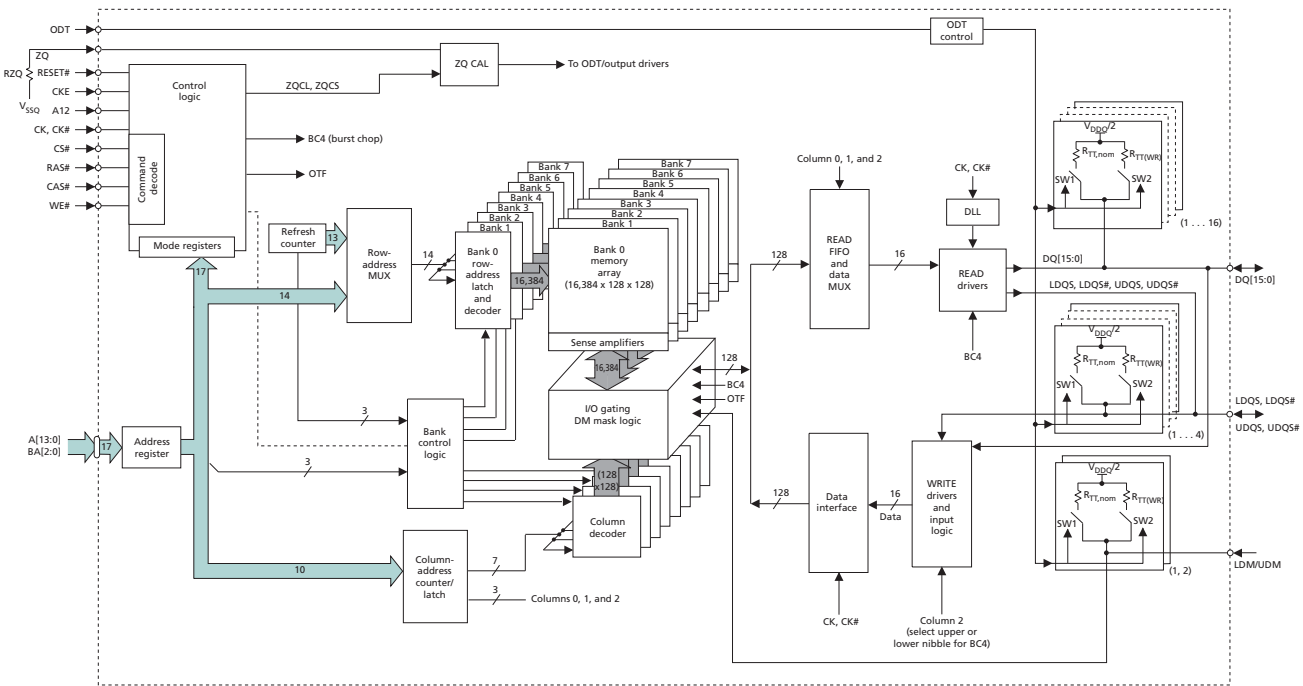 ODT
ODT
control
ZQ
RZQ
RESET#
CKE
VSSQ
A12
CK, CK#
CS#
RAS#
CAS#
WE#
Control
logic
Command
decode
Mode registers
ZQ CAL
To ODT/output drivers
ZQCL, ZQCS
BC4 (burst chop)
OTF
Refresh
counter
13
Row-
address
MUX
14
17
14
Bank 7
Bank 6
Bank 5
Bank 4
Bank 3
Bank 2
Bank 1
Bank 0
row-
address
latch
and
decoder
16,384
Bank 7
Bank 6
Bank 5
Bank 4
Bank 3
Bank 2
Bank 1
Bank 0
memory
array
(16,384 x 128 x 128)
Sense amplifiers
16,384
I/O gating
DM mask logic
128
BC4
OTF
(128
x128)
Column
decoder
3
3
Bank
control
logic
A[13:0]
BA[2:0]
17
Address
register
10
Column-
address
counter/
latch
7
3
Columns 0, 1, and 2
Column 0, 1, and 2
128
READ
FIFO
and
data
MUX
16
CK, CK#
DLL
READ
drivers
BC4
DQ[15:0]
LDQS, LDQS#, UDQS, UDQS#
128
Data
interface
16
Data
WRITE
drivers
and
input
logic
CK, CK#
Column 2
(select upper or
lower nibble for BC4)
VDDQ/2
RTT,nom
RTT(WR)
SW1
SW2
(1 . . . 16)
DQ[15:0]
VDDQ/2
RTT,nom
RTT(WR)
SW1
SW2
(1 . . . 4)
LDQS, LDQS#
UDQS, UDQS#
VDDQ/2
RTT,nom
RTT(WR)
SW1
SW2
(1, 2)
LDM/UDM